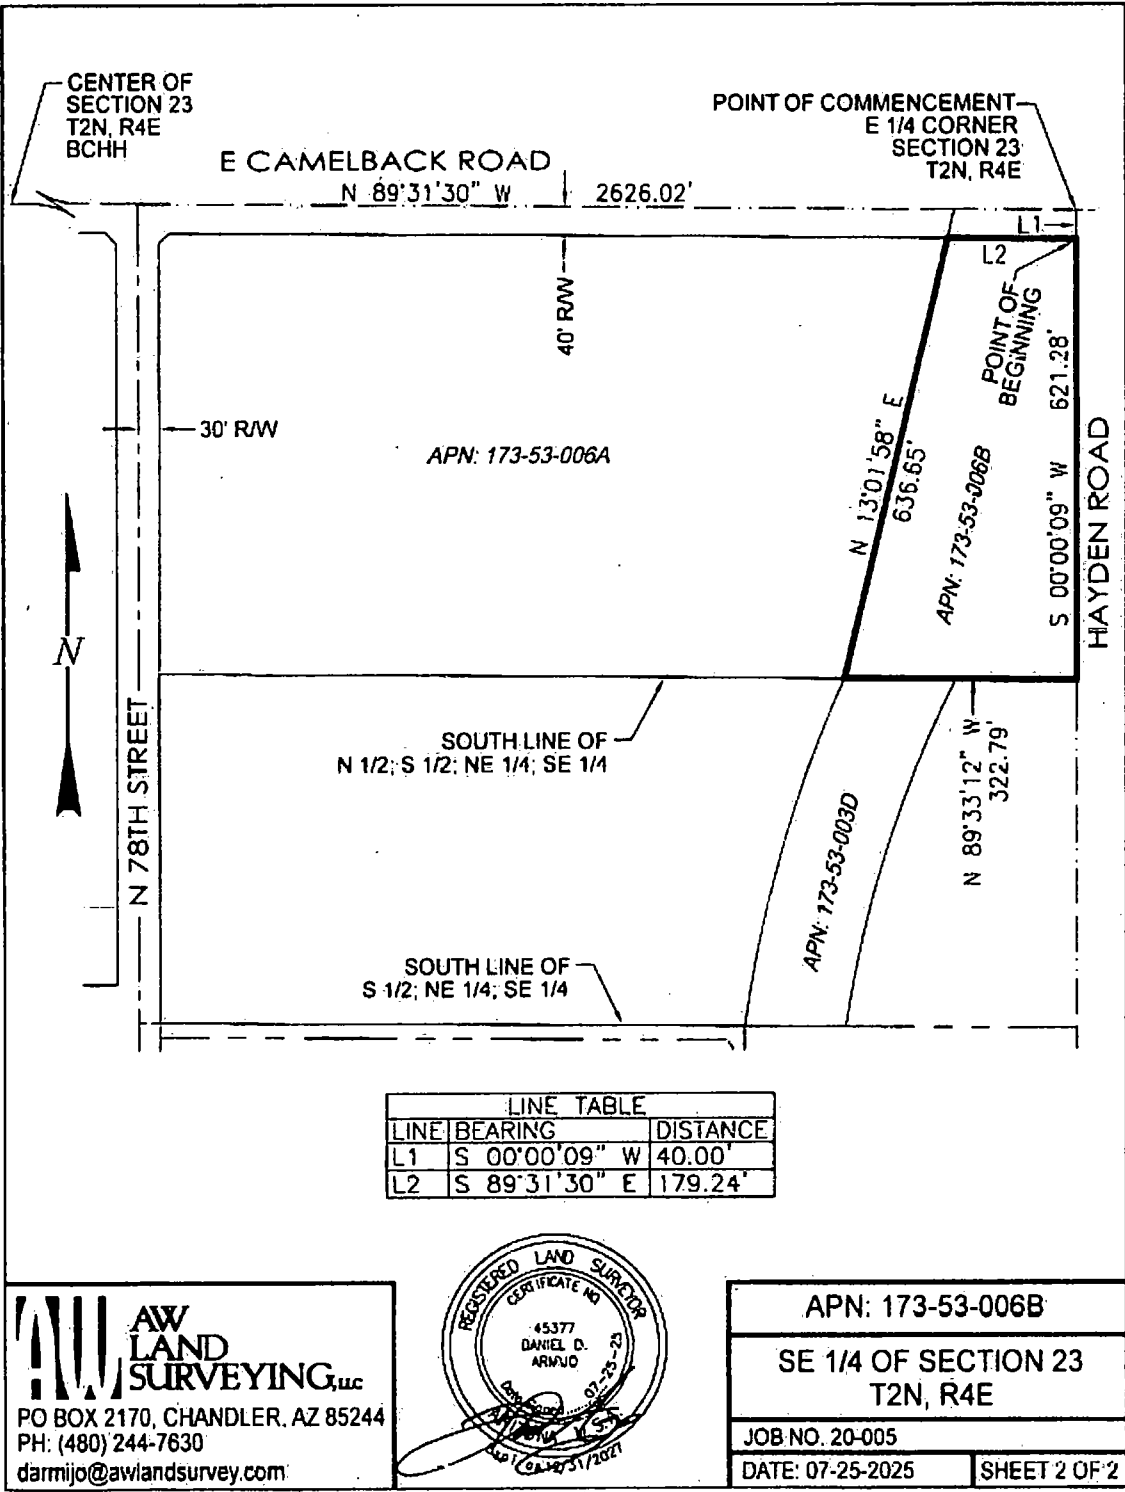 CENTER OF
SECTION 23
T2N, R4E
BCHH
POINT OF COMMENCEMENT
E 1/4 CORNER
SECTION 23
T2N, R4E
E CAMELBACK ROAD
N 89°31'30" W 2626.02'
L1
L2
POINT OF
BEGINNING
40' R/W
30' R/W
APN: 173-53-006A
N 13°01'58" E
636.65'
APN: 173-53-006B
S 00°00'09" W 621.28'
HAYDEN ROAD
N
N 78TH STREET
SOUTH LINE OF
N 1/2; S 1/2; NE 1/4; SE 1/4
N 89°33'12" W
322.79'
APN: 173-53-003D
SOUTH LINE OF
S 1/2; NE 1/4; SE 1/4
LINE TABLE
LINE BEARING DISTANCE
L1 S 00°00'09" W 40.00'
L2 S 89°31'30" E 179.24'
REGISTERED LAND SURVEYOR
CERTIFICATE NO
45377
DANIEL D.
ARMIJO
07-25-25
ARIZONA U.S.A.
12/31/2027
AW
AW
LAND
SURVEYING, LLC
PO BOX 2170, CHANDLER, AZ 85244
PH: (480) 244-7630
darmijo@awlandsurvey.com
APN: 173-53-006B
SE 1/4 OF SECTION 23
T2N, R4E
JOB NO. 20-005
DATE: 07-25-2025 SHEET 2 OF 2